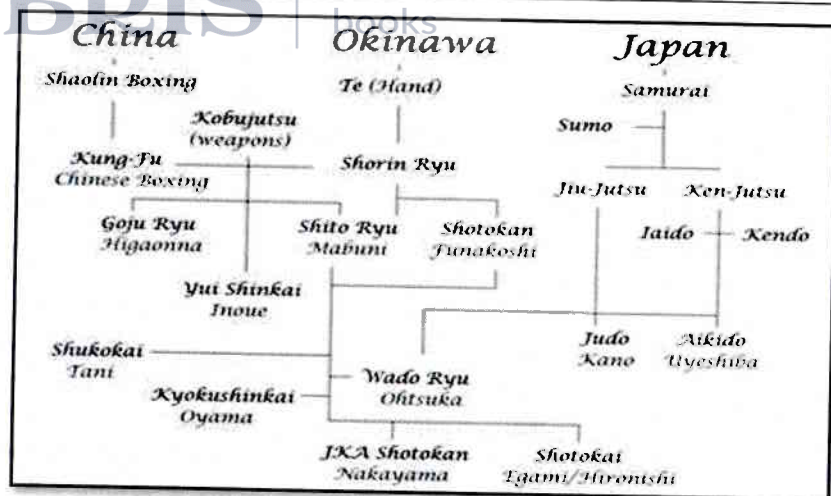 BRIS
books
China Okinawa Japan
Shaolin Boxing Te (Hand) Samurai
Kobujutsu
(weapons)
Sumo
Kung-Fu
Chinese Boxing
Shorin Ryu
Jiu-Jutsu Ken-Jutsu
Goju Ryu
Higaonna
Shito Ryu
Mabuni
Shotokan
Funakoshi
Iaido Kendo
Yui Shinkai
Inoue
Shukokai
Tani
Judo
Kano
Aikido
Uyeshiba
Wado Ryu
Ohtsuka
Kyokushinkai
Oyama
JKA Shotokan
Nakayama
Shotokai
Egami/Hironishi